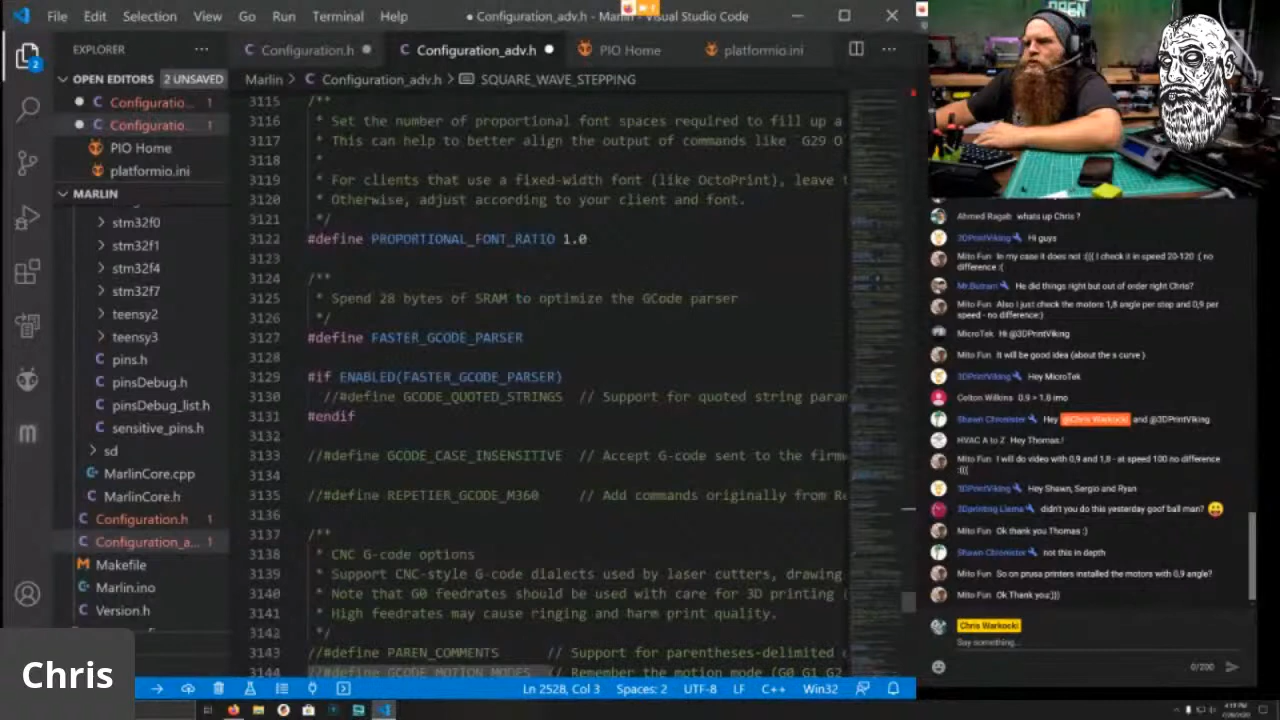 File Edit Selection View Go Run Terminal Help
Configuration_adv.h - Marlin - Visual Studio Code
EXPLORER
Configuration.h
Configuration_adv.h
PIO Home
platformio.ini
OPEN EDITORS 2 UNSAVED
Marlin > Configuration_adv.h > SQUARE_WAVE_STEPPING
Configuratio... 1
Configuratio... 1
PIO Home
platformio.ini
MARLIN
stm32f0
stm32f1
stm32f4
stm32f7
teensy2
teensy3
pins.h
pinsDebug.h
pinsDebug_list.h
sensitive_pins.h
sd
MarlinCore.cpp
MarlinCore.h
Configuration.h 1
Configuration_a... 1
Makefile
Marlin.ino
Version.h
3115 /**
3116 * Set the number of proportional font spaces required to fill up a
3117 * This can help to better align the output of commands like `G29 O
3118 *
3119 * For clients that use a fixed-width font (like OctoPrint), leave t
3120 * Otherwise, adjust according to your client and font.
3121 */
3122 #define PROPORTIONAL_FONT_RATIO 1.0
3123
3124 /**
3125 * Spend 28 bytes of SRAM to optimize the GCode parser
3126 */
3127 #define FASTER_GCODE_PARSER
3128
3129 #if ENABLED(FASTER_GCODE_PARSER)
3130 //#define GCODE_QUOTED_STRINGS // Support for quoted string param
3131 #endif
3132
3133 //#define GCODE_CASE_INSENSITIVE // Accept G-code sent to the firmw
3134
3135 //#define REPETIER_GCODE_M360 // Add commands originally from Re
3136
3137 /**
3138 * CNC G-code options
3139 * Support CNC-style G-code dialects used by laser cutters, drawing
3140 * Note that G0 feedrates should be used with care for 3D printing (
3141 * High feedrates may cause ringing and harm print quality.
3142 */
3143 //#define PAREN_COMMENTS // Support for parentheses-delimited c
3144 //#define GCODE_MOTION_MODES // Remember the motion mode (G0 G1 G2
Ln 2528, Col 3 Spaces: 2 UTF-8 LF C++ Win32
Chris
OPEN
Ahmed Ragab whats up Chris ?
3DPrintViking Hi guys
Mito Fun In my case it does not :((( I check it in speed 20-120 :( no
difference :(
Mr.Batnam He did things right but out of order right Chris?
Mito Fun Also I just check the motors 1,8 angle per step and 0,9 per
speed - no difference:)
MicroTek Hi @3DPrintViking
Mito Fun It will be good idea (about the s curve )
3DPrintViking Hey MicroTek
Colton Wilkins 0.9 > 1.8 imo
Shawn Chronister Hey @Chris Warkocki and @3DPrintViking
HVAC A to Z Hey Thomas.!
Mito Fun I will do video with 0,9 and 1,8 - at speed 100 no difference
:(((
3DPrintViking Hey Shawn, Sergio and Ryan
3Dprinting Llama didn't you do this yesterday goof ball man?
Mito Fun Ok thank you Thomas :)
Shawn Chronister not this in depth
Mito Fun So on prusa printers installed the motors with 0,9 angle?
Mito Fun Ok Thank you:)))
Chris Warkocki
Say something...
0/200